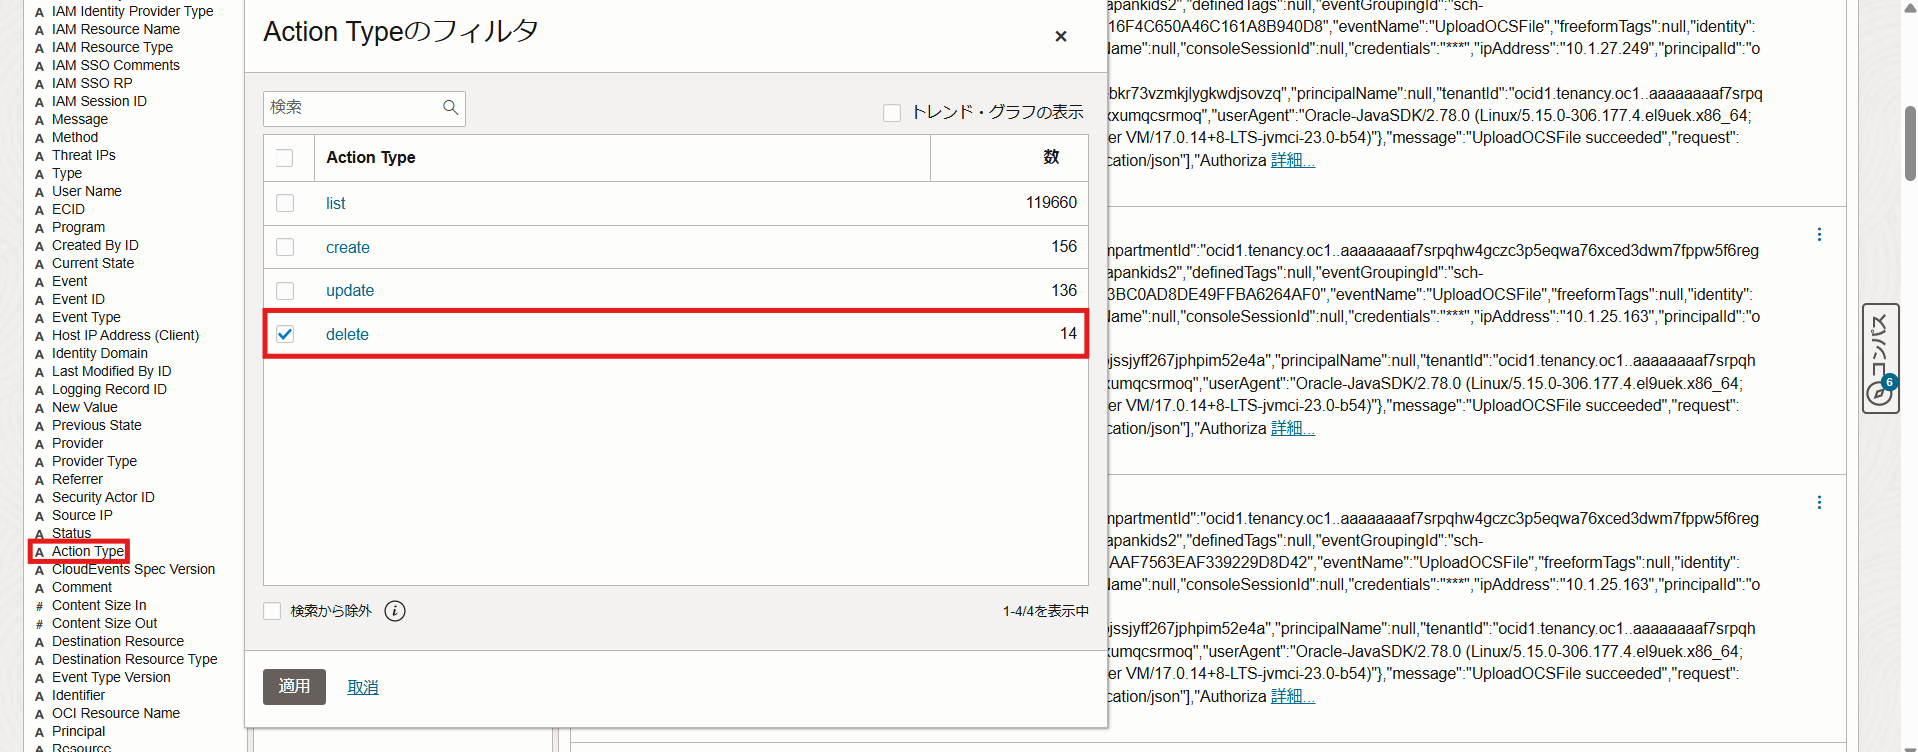 IAM Identity Provider Type
IAM Resource Name
IAM Resource Type
IAM SSO Comments
IAM SSO RP
IAM Session ID
Message
Method
Threat IPs
Type
User Name
ECID
Program
Created By ID
Current State
Event
Event ID
Event Type
Host IP Address (Client)
Identity Domain
Last Modified By ID
Logging Record ID
New Value
Previous State
Provider
Provider Type
Referrer
Security Actor ID
Source IP
Status
Action Type
CloudEvents Spec Version
Comment
# Content Size In
# Content Size Out
Destination Resource
Destination Resource Type
Event Type Version
Identifier
OCI Resource Name
Principal
Resource
Action Typeのフィルタ
検索
トレンド・グラフの表示
Action Type 数
list 119660
create 156
update 136
delete 14
検索から除外
1-4/4を表示中
適用 取消
apankids2","definedTags":null,"eventGroupingId":"sch-
16F4C650A46C161A8B940D8","eventName":"UploadOCSFile","freeformTags":null,"identity":
ame":null,"consoleSessionId":null,"credentials":"***","ipAddress":"10.1.27.249","principalId":"o
bkr73vzmkjlygkwdjsovzq","principalName":null,"tenantId":"ocid1.tenancy.oc1..aaaaaaaaf7srpq
xumqcsrmoq","userAgent":"Oracle-JavaSDK/2.78.0 (Linux/5.15.0-306.177.4.el9uek.x86_64;
er VM/17.0.14+8-LTS-jvmci-23.0-b54)"},"message":"UploadOCSFile succeeded","request":
cation/json"],"Authoriza 詳細...
mpartmentId":"ocid1.tenancy.oc1..aaaaaaaaf7srpqhw4gczc3p5eqwa76xced3dwm7fppw5f6reg
apankids2","definedTags":null,"eventGroupingId":"sch-
3BC0AD8DE49FFBA6264AF0","eventName":"UploadOCSFile","freeformTags":null,"identity":
ame":null,"consoleSessionId":null,"credentials":"***","ipAddress":"10.1.25.163","principalId":"o
jssjyff267jphpim52e4a","principalName":null,"tenantId":"ocid1.tenancy.oc1..aaaaaaaaf7srpqh
xumqcsrmoq","userAgent":"Oracle-JavaSDK/2.78.0 (Linux/5.15.0-306.177.4.el9uek.x86_64;
er VM/17.0.14+8-LTS-jvmci-23.0-b54)"},"message":"UploadOCSFile succeeded","request":
cation/json"],"Authoriza 詳細...
mpartmentId":"ocid1.tenancy.oc1..aaaaaaaaf7srpqhw4gczc3p5eqwa76xced3dwm7fppw5f6reg
apankids2","definedTags":null,"eventGroupingId":"sch-
AAF7563EAF339229D8D42","eventName":"UploadOCSFile","freeformTags":null,"identity":
ame":null,"consoleSessionId":null,"credentials":"***","ipAddress":"10.1.25.163","principalId":"o
jssjyff267jphpim52e4a","principalName":null,"tenantId":"ocid1.tenancy.oc1..aaaaaaaaf7srpqh
xumqcsrmoq","userAgent":"Oracle-JavaSDK/2.78.0 (Linux/5.15.0-306.177.4.el9uek.x86_64;
er VM/17.0.14+8-LTS-jvmci-23.0-b54)"},"message":"UploadOCSFile succeeded","request":
cation/json"],"Authoriza 詳細...
コンパス
6